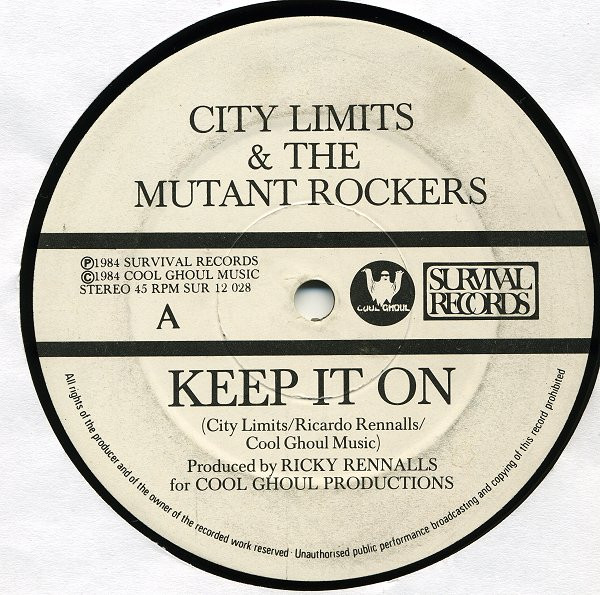 CITY LIMITS
& THE
MUTANT ROCKERS
℗1984 SURVIVAL RECORDS
©1984 COOL GHOUL MUSIC
STEREO 45 RPM SUR 12 028
A
COOL GHOUL
SURVIVAL
RECORDS
KEEP IT ON
(City Limits/Ricardo Rennalls/
Cool Ghoul Music)
Produced by RICKY RENNALLS
for COOL GHOUL PRODUCTIONS
All rights of the producer and of the owner of the recorded work reserved · Unauthorised public performance broadcasting and copying of this record prohibited